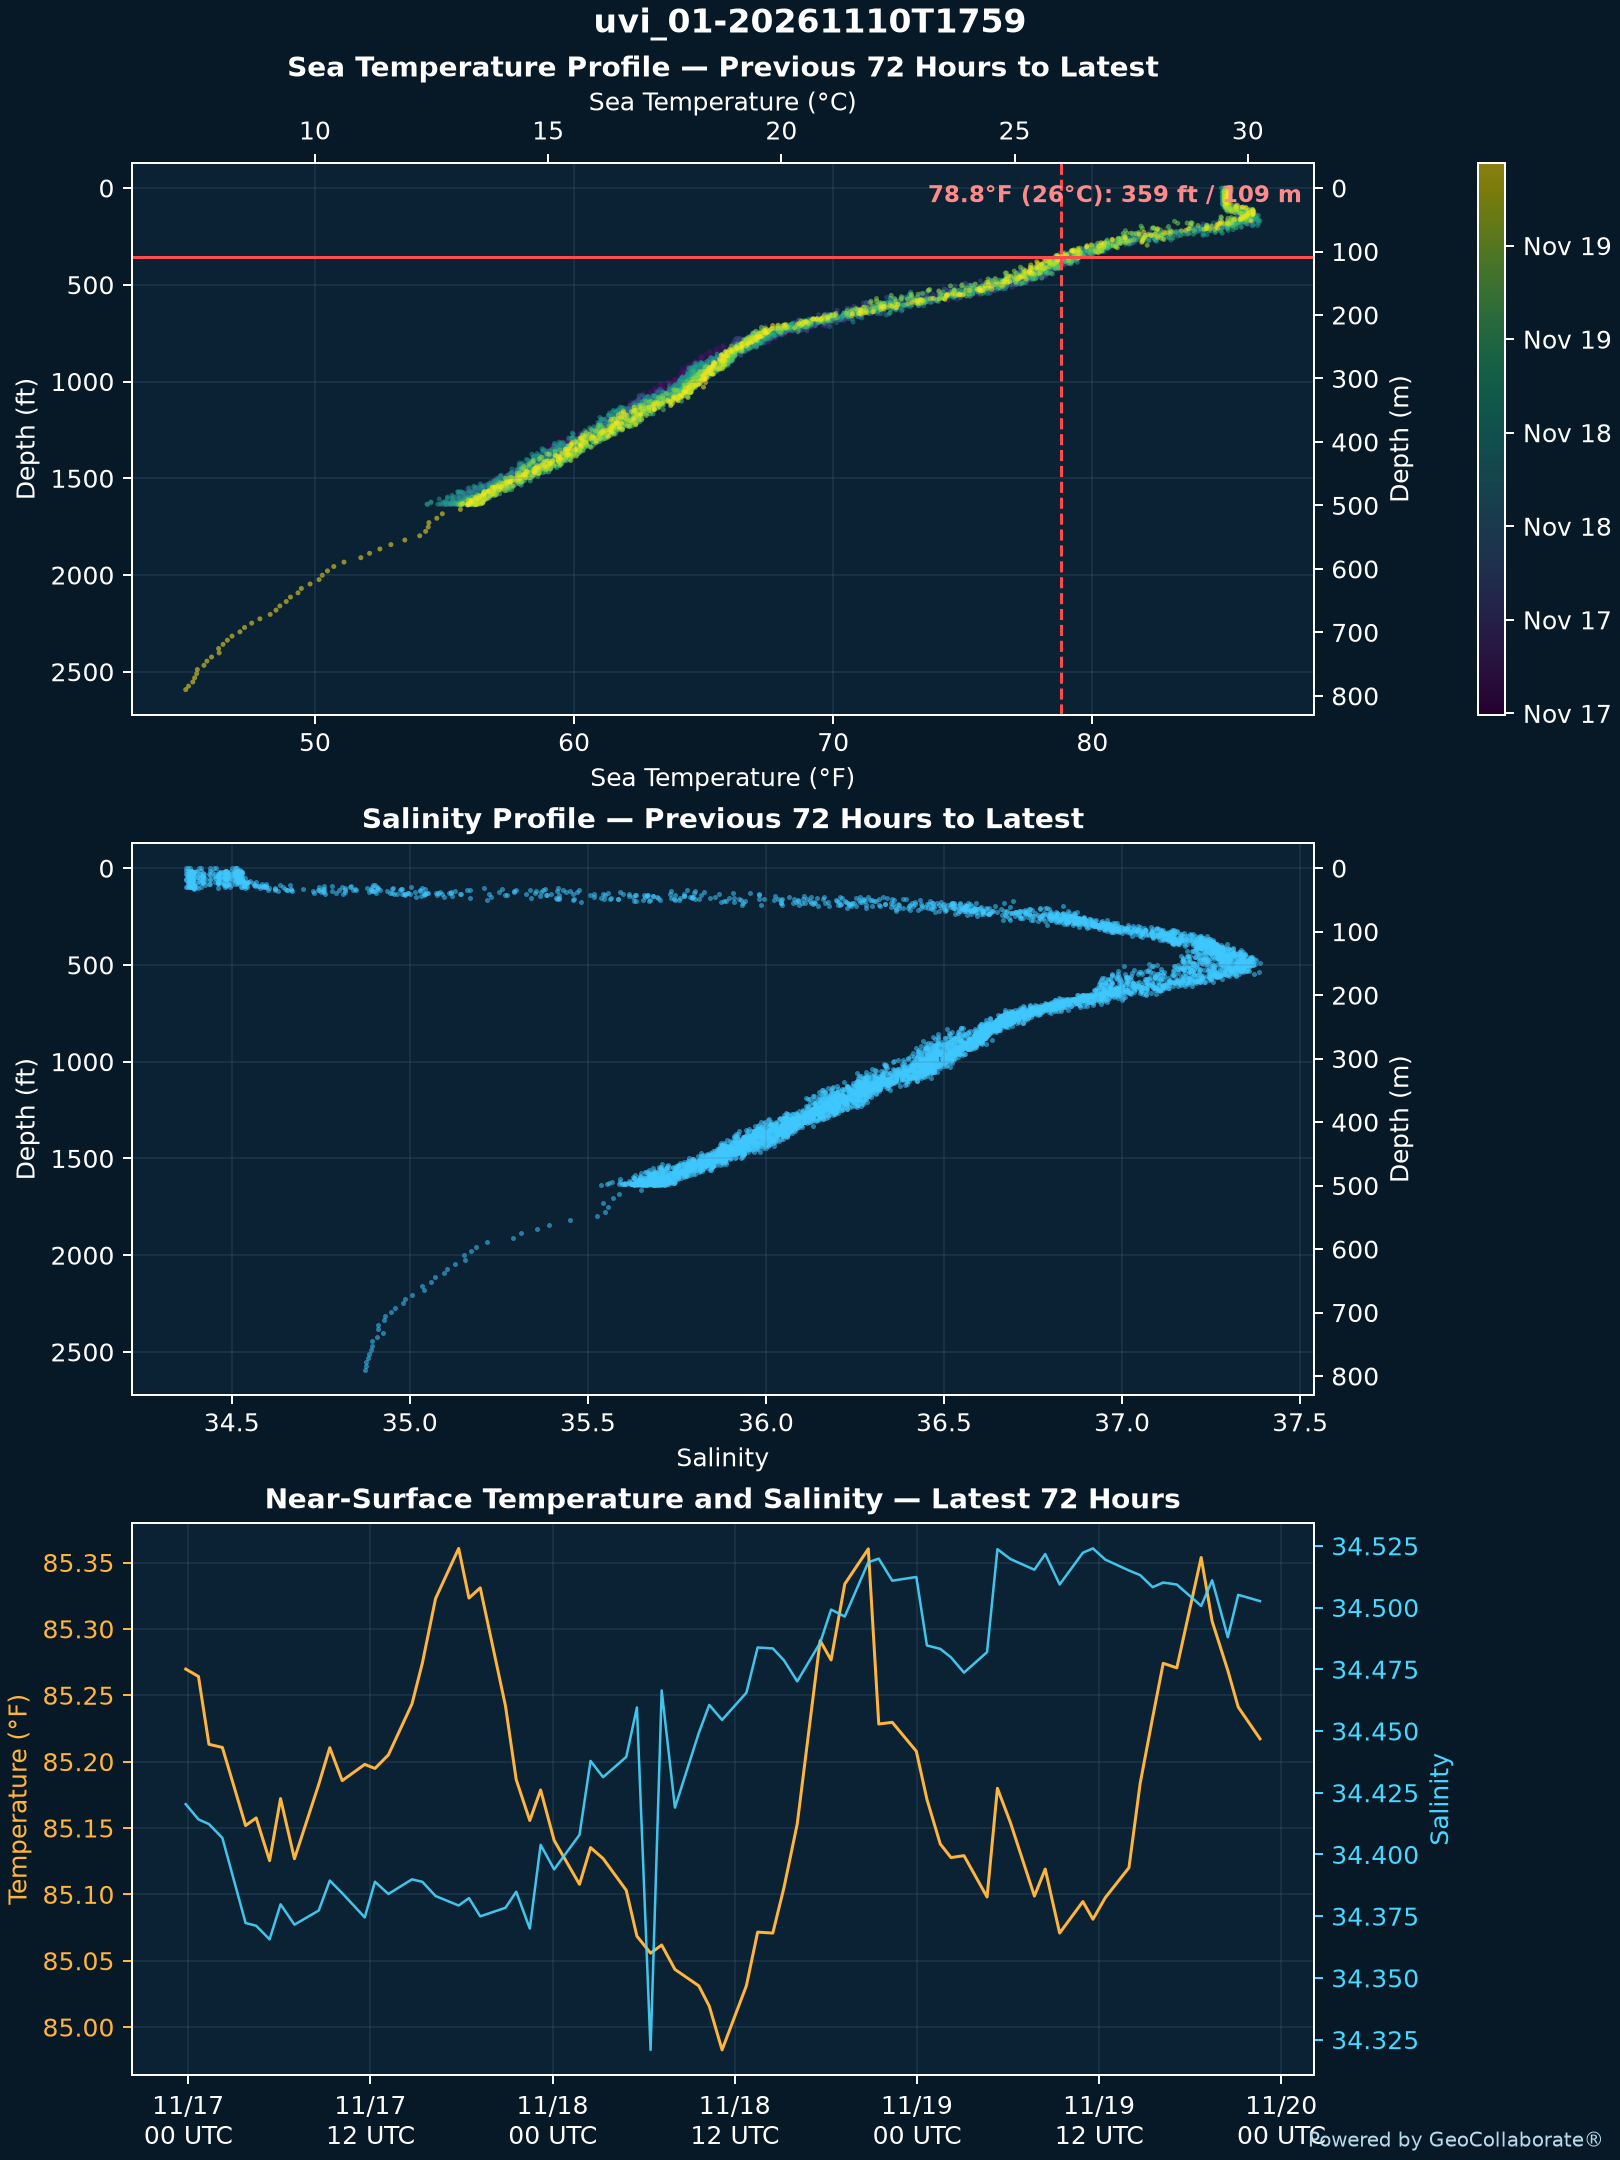 uvi_01-20261110T1759
Sea Temperature Profile — Previous 72 Hours to Latest
Sea Temperature (°C)
10 15 20 25 30
78.8°F (26°C): 359 ft / 109 m
0
500
1000
1500
2000
2500
Depth (ft)
0
100
200
300
400
500
600
700
800
Depth (m)
Nov 19
Nov 19
Nov 18
Nov 18
Nov 17
Nov 17
50 60 70 80
Sea Temperature (°F)
Salinity Profile — Previous 72 Hours to Latest
0
500
1000
1500
2000
2500
Depth (ft)
0
100
200
300
400
500
600
700
800
Depth (m)
34.5 35.0 35.5 36.0 36.5 37.0 37.5
Salinity
Near-Surface Temperature and Salinity — Latest 72 Hours
85.35
85.30
85.25
85.20
85.15
85.10
85.05
85.00
Temperature (°F)
34.525
34.500
34.475
34.450
34.425
34.400
34.375
34.350
34.325
Salinity
11/17 11/17 11/18 11/18 11/19 11/19 11/20
00 UTC 12 UTC 00 UTC 12 UTC 00 UTC 12 UTC 00 UTC
Powered by GeoCollaborate®